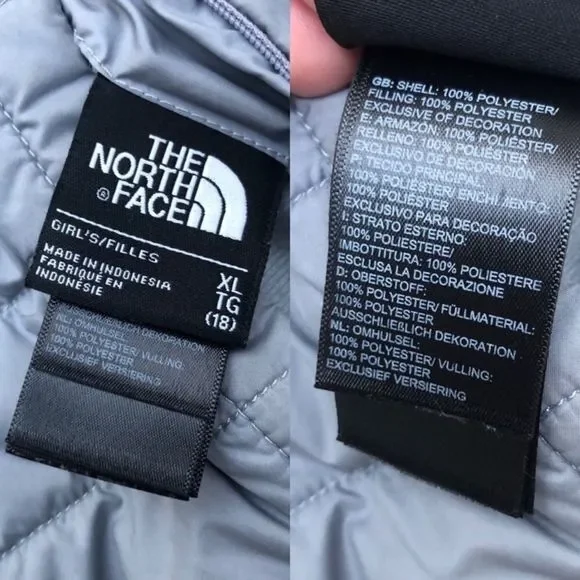 THE
NORTH
FACE
®
GIRL'S/FILLES
MADE IN INDONESIA
FABRIQUÉ EN
INDONÉSIE
XL
TG
(18)
EXCLUSIVO DE DECORATION
NL: OMHULSEL
100% POLYESTER/ VULLING:
100% POLYESTER
EXCLUSIEF VERSIERING
GB: SHELL: 100% POLYESTER/
FILLING: 100% POLYESTER
EXCLUSIVE OF DECORATION
E: ARMAZÓN: 100% POLIÉSTER/
RELLENO: 100% POLIÉSTER
EXCLUSIVO DE DECORACIÓN
P: TECIDO PRINCIPAL:
100% POLIÉSTER/ENCHIMENTO:
100% POLIÉSTER
EXCLUSIVO PARA DECORAÇÃO
I: STRATO ESTERNO:
100% POLIESTERE/
IMBOTTITURA: 100% POLIESTERE
ESCLUSA LA DECORAZIONE
D: OBERSTOFF:
100% POLYESTER/FÜLLMATERIAL:
100% POLYESTER
AUSSCHLIEßLICH DEKORATION
NL: OMHULSEL:
100% POLYESTER/ VULLING:
100% POLYESTER
EXCLUSIEF VERSIERING